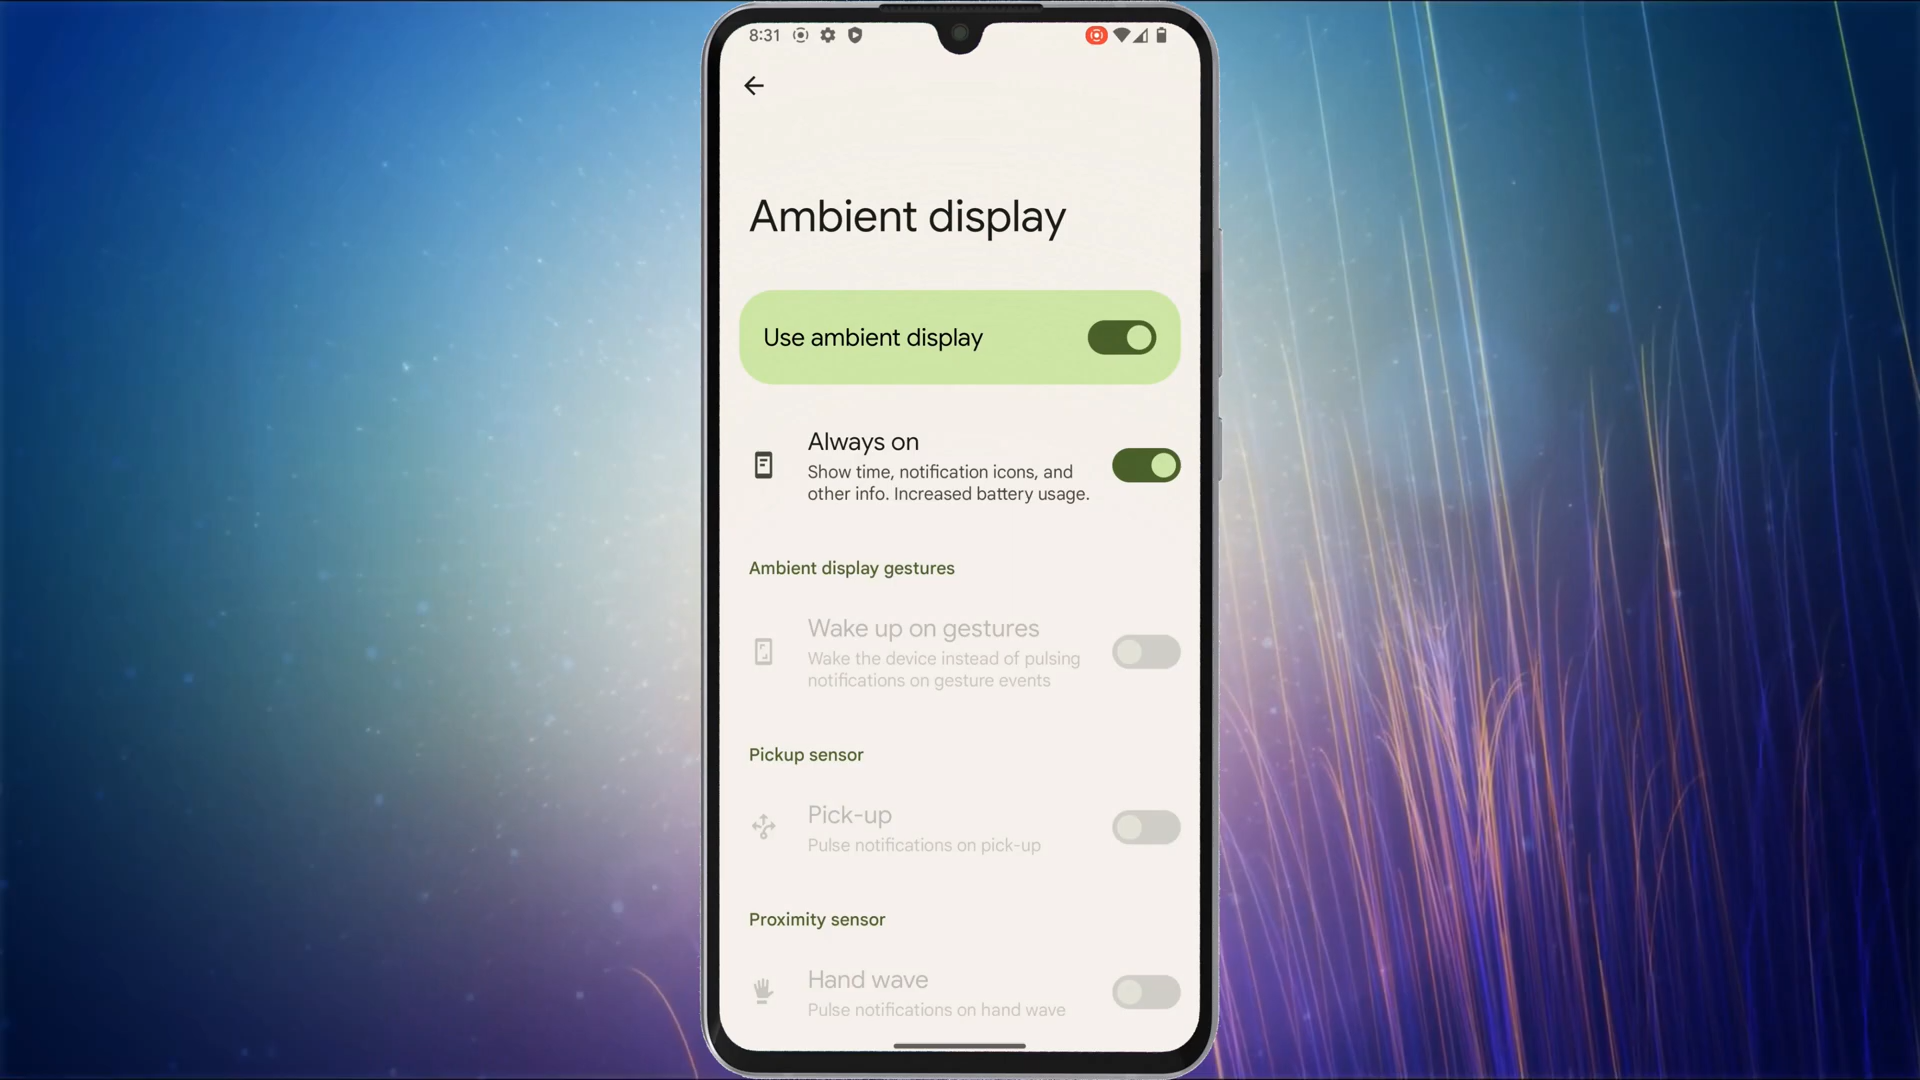 8:31
Ambient display
Use ambient display
Always on
Show time, notification icons, and
other info. Increased battery usage.
Ambient display gestures
Wake up on gestures
Wake the device instead of pulsing
notifications on gesture events
Pickup sensor
Pick-up
Pulse notifications on pick-up
Proximity sensor
Hand wave
Pulse notifications on hand wave